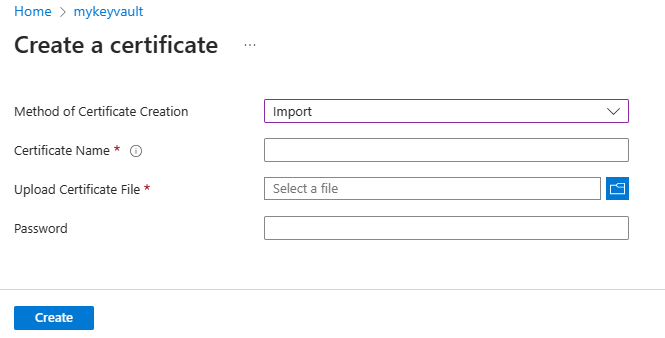 Home > mykeyvault
Create a certificate ...
Method of Certificate Creation Import
Certificate Name *
Upload Certificate File * Select a file
Password
Create